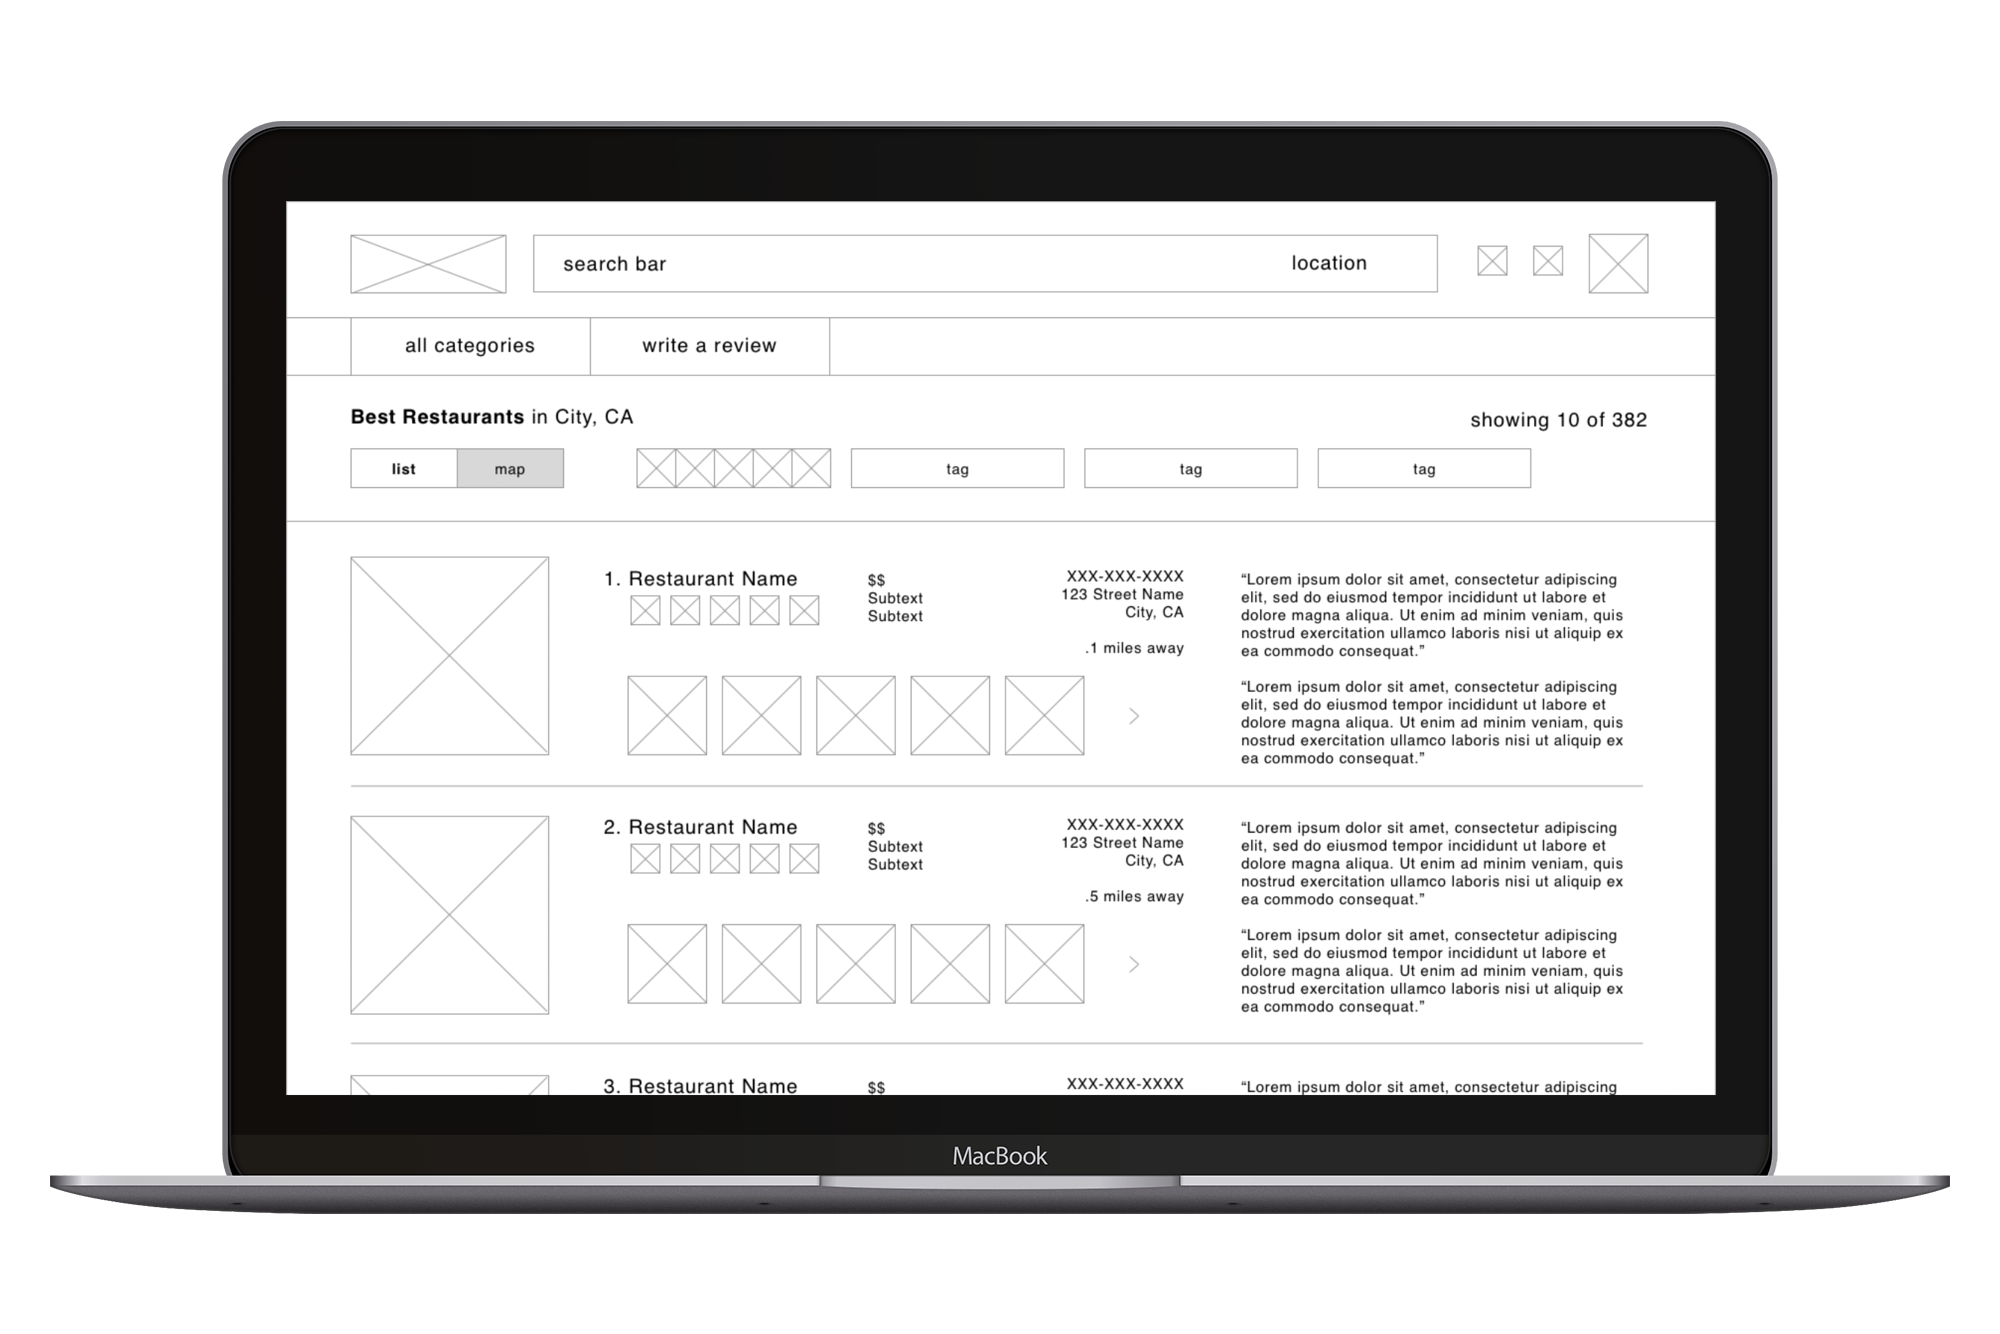 search bar
location
all categories
write a review
Best Restaurants in City, CA
showing 10 of 382
list
map
tag
tag
tag
1. Restaurant Name
$$
Subtext
Subtext
XXX-XXX-XXXX
123 Street Name
City, CA
.1 miles away
“Lorem ipsum dolor sit amet, consectetur adipiscing
elit, sed do eiusmod tempor incididunt ut labore et
dolore magna aliqua. Ut enim ad minim veniam, quis
nostrud exercitation ullamco laboris nisi ut aliquip ex
ea commodo consequat.”
“Lorem ipsum dolor sit amet, consectetur adipiscing
elit, sed do eiusmod tempor incididunt ut labore et
dolore magna aliqua. Ut enim ad minim veniam, quis
nostrud exercitation ullamco laboris nisi ut aliquip ex
ea commodo consequat.”
2. Restaurant Name
$$
Subtext
Subtext
XXX-XXX-XXXX
123 Street Name
City, CA
.5 miles away
“Lorem ipsum dolor sit amet, consectetur adipiscing
elit, sed do eiusmod tempor incididunt ut labore et
dolore magna aliqua. Ut enim ad minim veniam, quis
nostrud exercitation ullamco laboris nisi ut aliquip ex
ea commodo consequat.”
“Lorem ipsum dolor sit amet, consectetur adipiscing
elit, sed do eiusmod tempor incididunt ut labore et
dolore magna aliqua. Ut enim ad minim veniam, quis
nostrud exercitation ullamco laboris nisi ut aliquip ex
ea commodo consequat.”
3. Restaurant Name
$$
XXX-XXX-XXXX
“Lorem ipsum dolor sit amet, consectetur adipiscing
MacBook